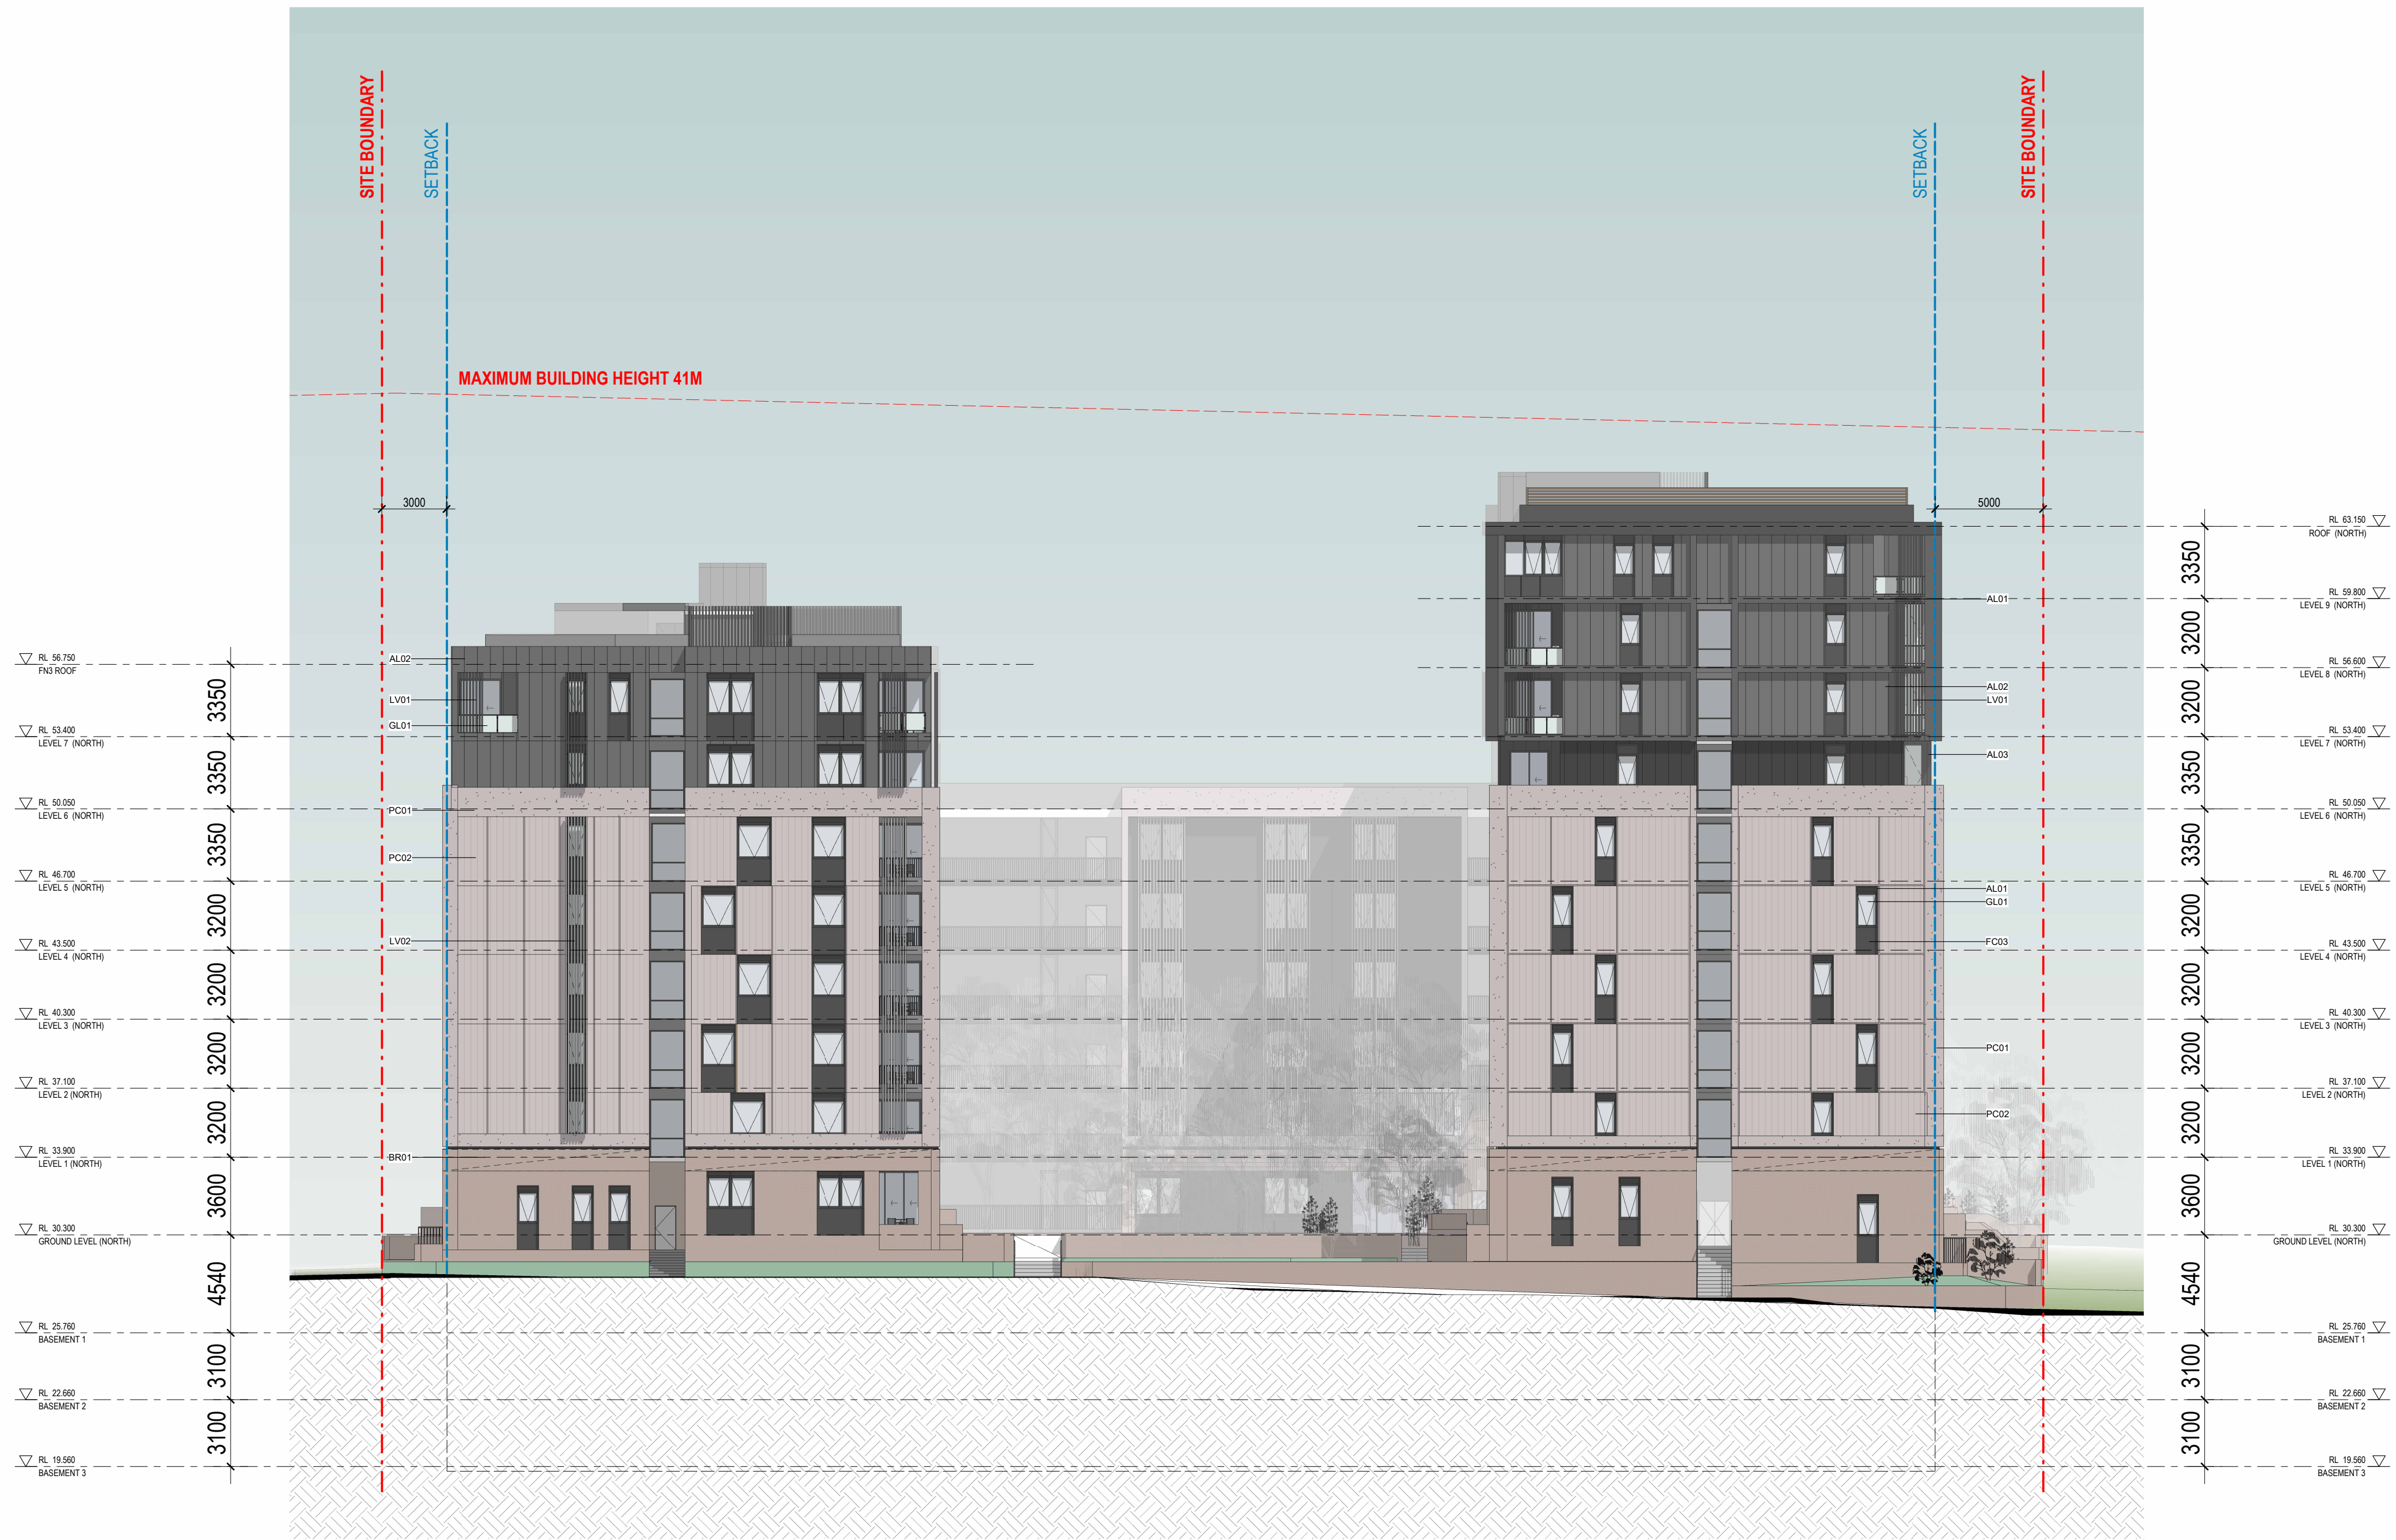 SITE BOUNDARY
SETBACK
SETBACK
SITE BOUNDARY
MAXIMUM BUILDING HEIGHT 41M
3000
5000
RL 56.750
FN3 ROOF
RL 53.400
LEVEL 7 (NORTH)
RL 50.050
LEVEL 6 (NORTH)
RL 46.700
LEVEL 5 (NORTH)
RL 43.500
LEVEL 4 (NORTH)
RL 40.300
LEVEL 3 (NORTH)
RL 37.100
LEVEL 2 (NORTH)
RL 33.900
LEVEL 1 (NORTH)
RL 30.300
GROUND LEVEL (NORTH)
RL 25.760
BASEMENT 1
RL 22.660
BASEMENT 2
RL 19.560
BASEMENT 3
3350
3350
3350
3200
3200
3200
3200
3600
4540
3100
3100
AL02
LV01
GL01
PC01
PC02
LV02
BR01
AL01
AL02
LV01
AL03
AL01
GL01
FC03
PC01
PC02
3350
3200
3200
3350
3350
3200
3200
3200
3200
3600
4540
3100
3100
RL 63.150
ROOF (NORTH)
RL 59.800
LEVEL 9 (NORTH)
RL 56.600
LEVEL 8 (NORTH)
RL 53.400
LEVEL 7 (NORTH)
RL 50.050
LEVEL 6 (NORTH)
RL 46.700
LEVEL 5 (NORTH)
RL 43.500
LEVEL 4 (NORTH)
RL 40.300
LEVEL 3 (NORTH)
RL 37.100
LEVEL 2 (NORTH)
RL 33.900
LEVEL 1 (NORTH)
RL 30.300
GROUND LEVEL (NORTH)
RL 25.760
BASEMENT 1
RL 22.660
BASEMENT 2
RL 19.560
BASEMENT 3